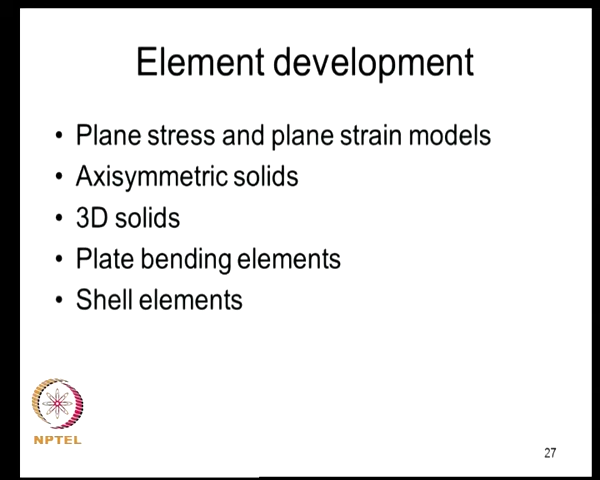 Element development
• Plane stress and plane strain models
• Axisymmetric solids
• 3D solids
• Plate bending elements
• Shell elements
NPTEL
27